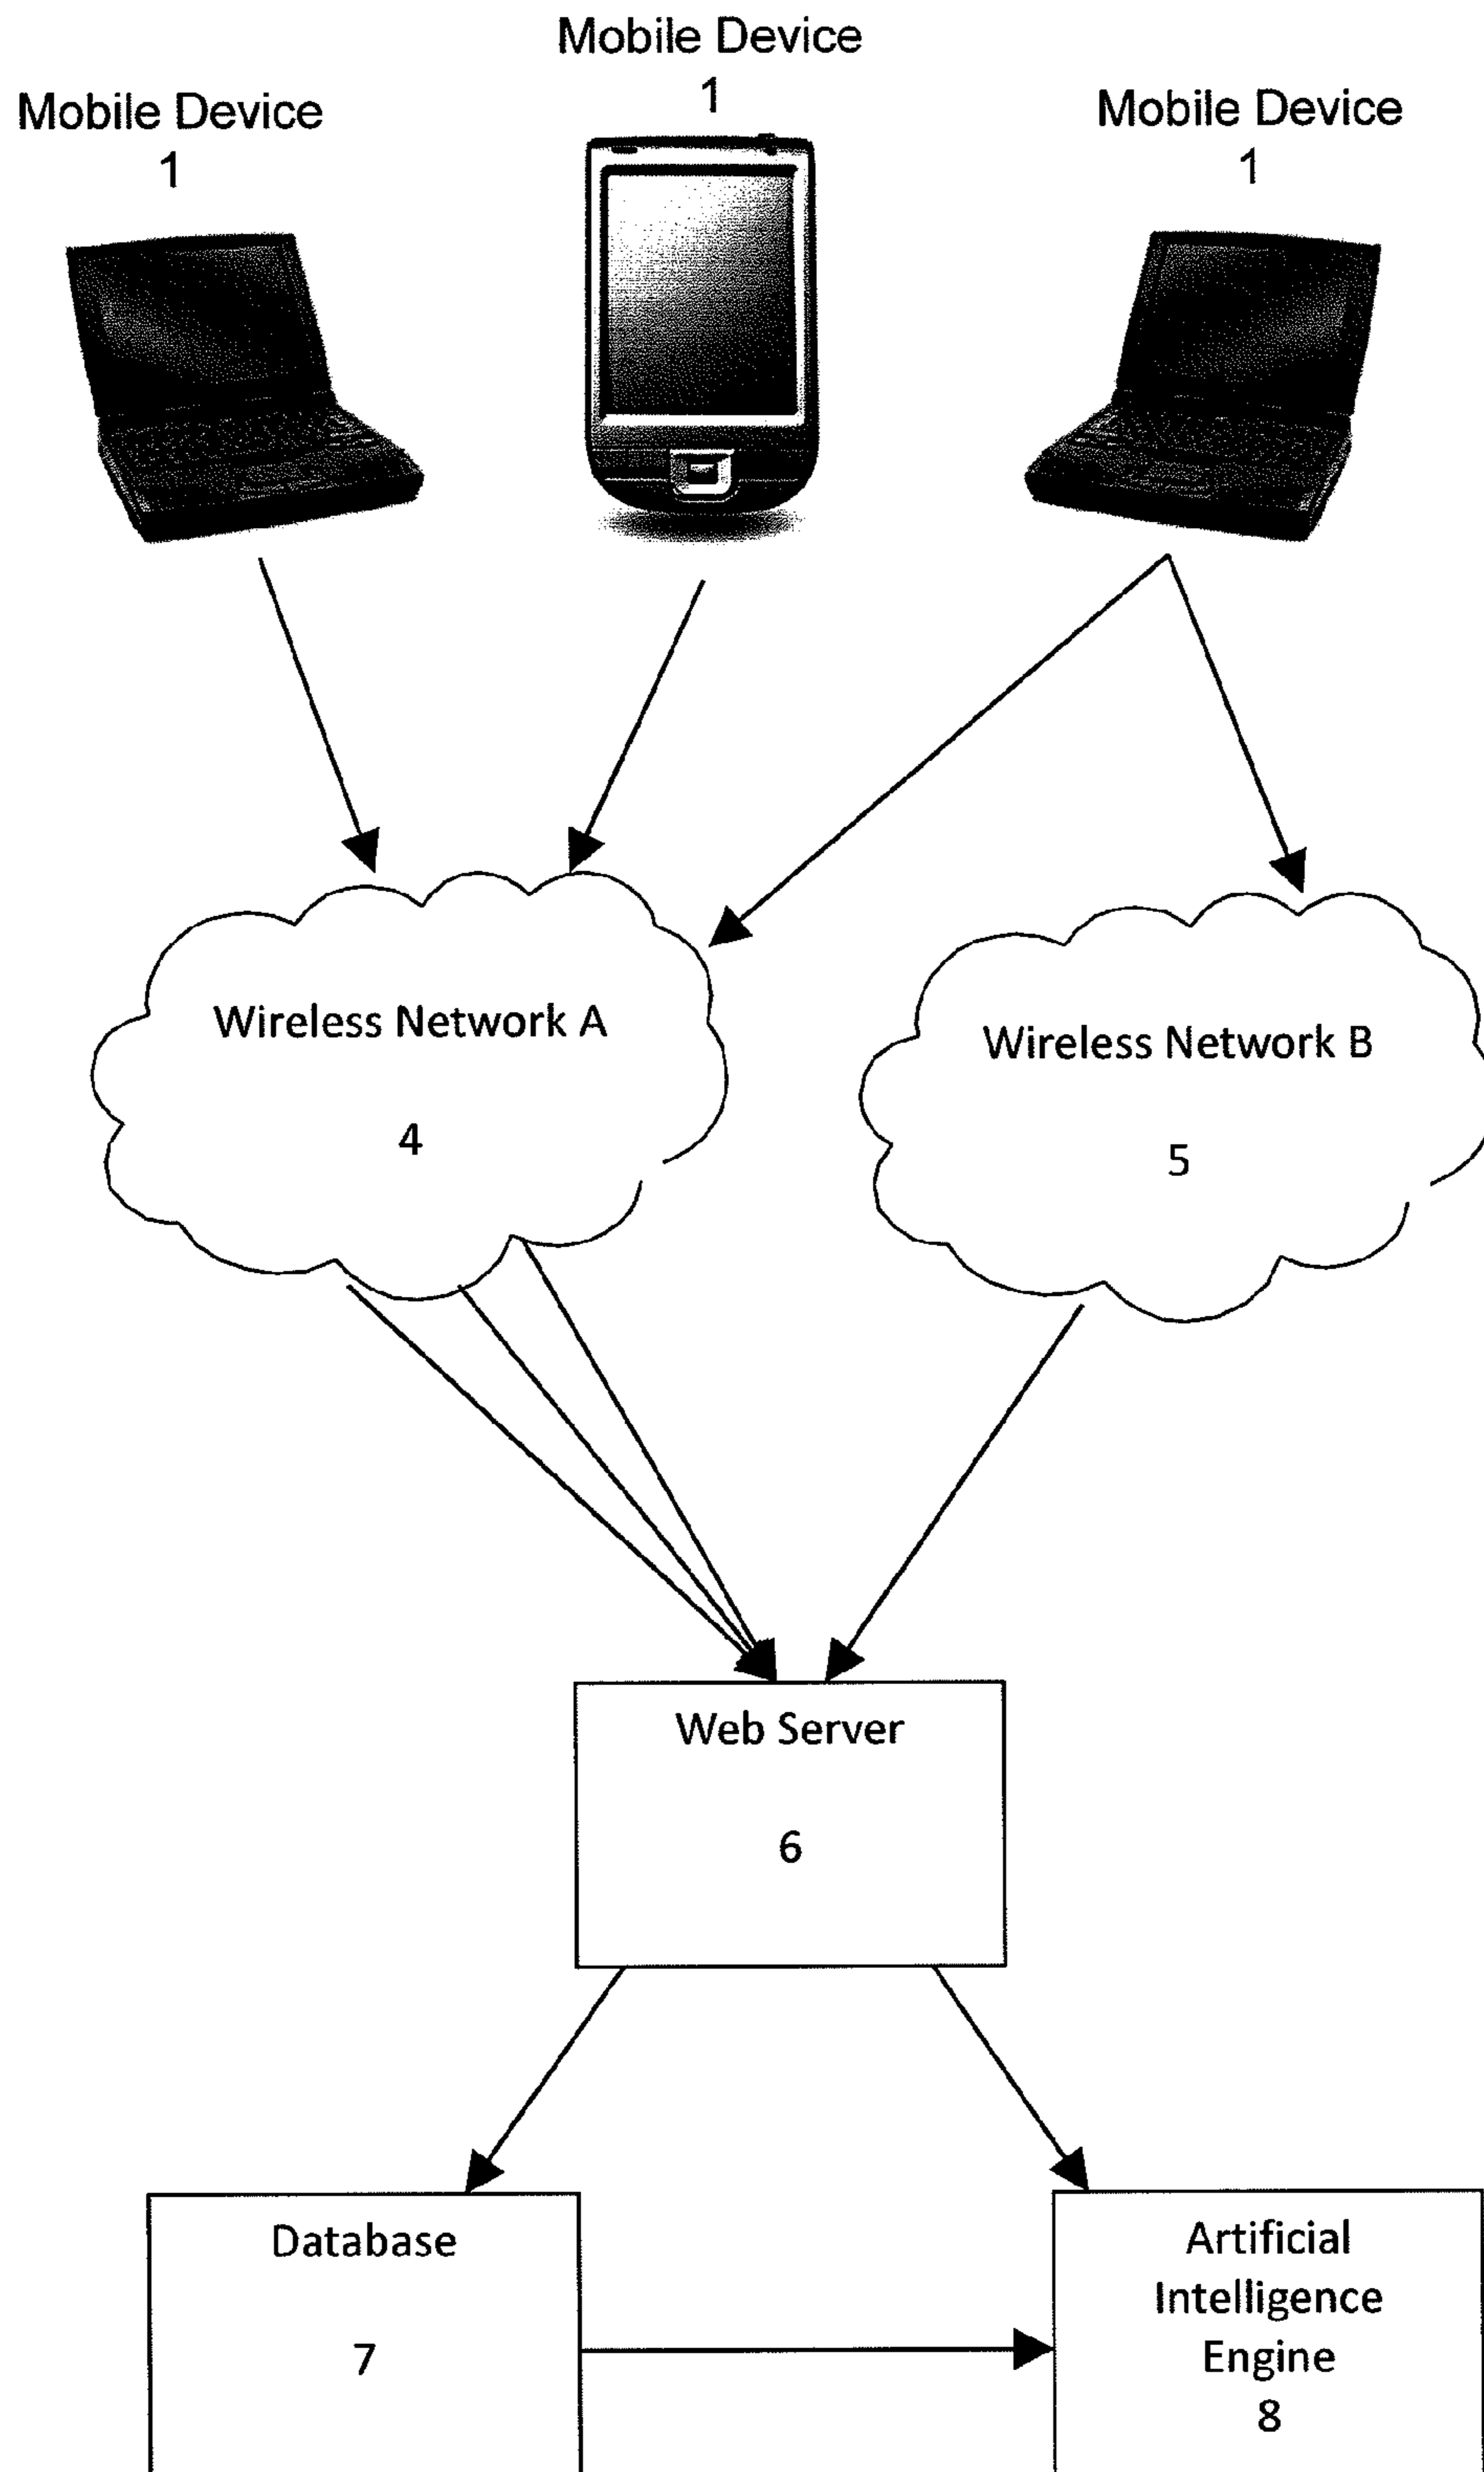 Mobile Device
1
Mobile Device
1
Mobile Device
1
Wireless Network A
4
Wireless Network B
5
Web Server
6
Database
7
Artificial
Intelligence
Engine
8